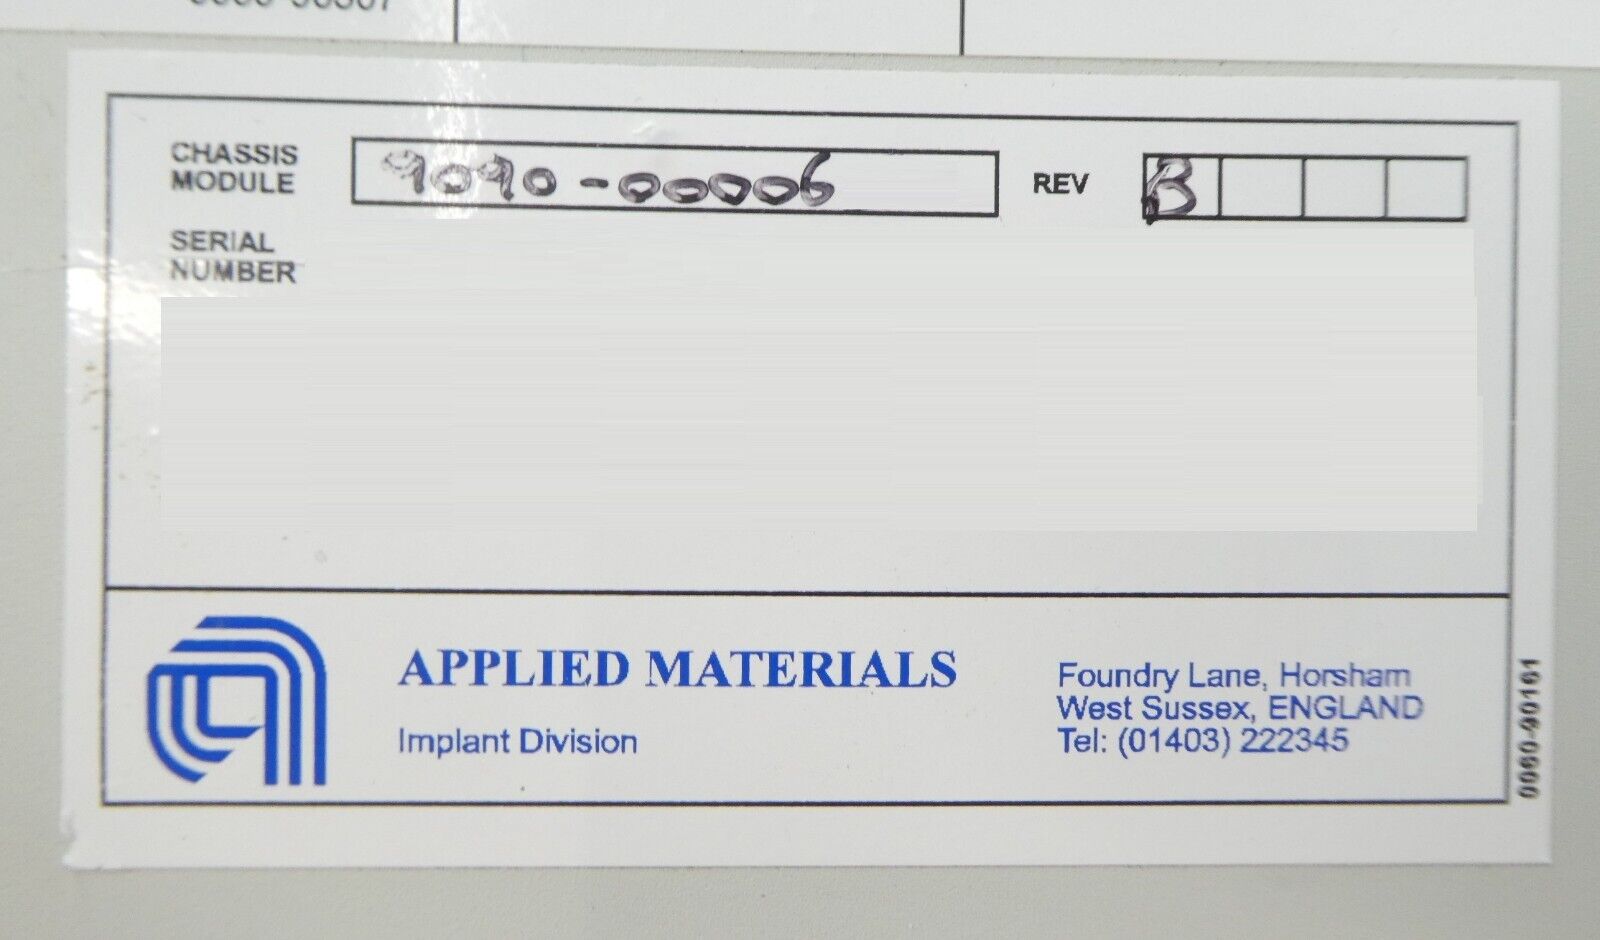 CHASSIS
MODULE
9090-00006
REV
B
SERIAL
NUMBER
APPLIED MATERIALS
Implant Division
Foundry Lane, Horsham
West Sussex, ENGLAND
Tel: (01403) 222345
0060-90161